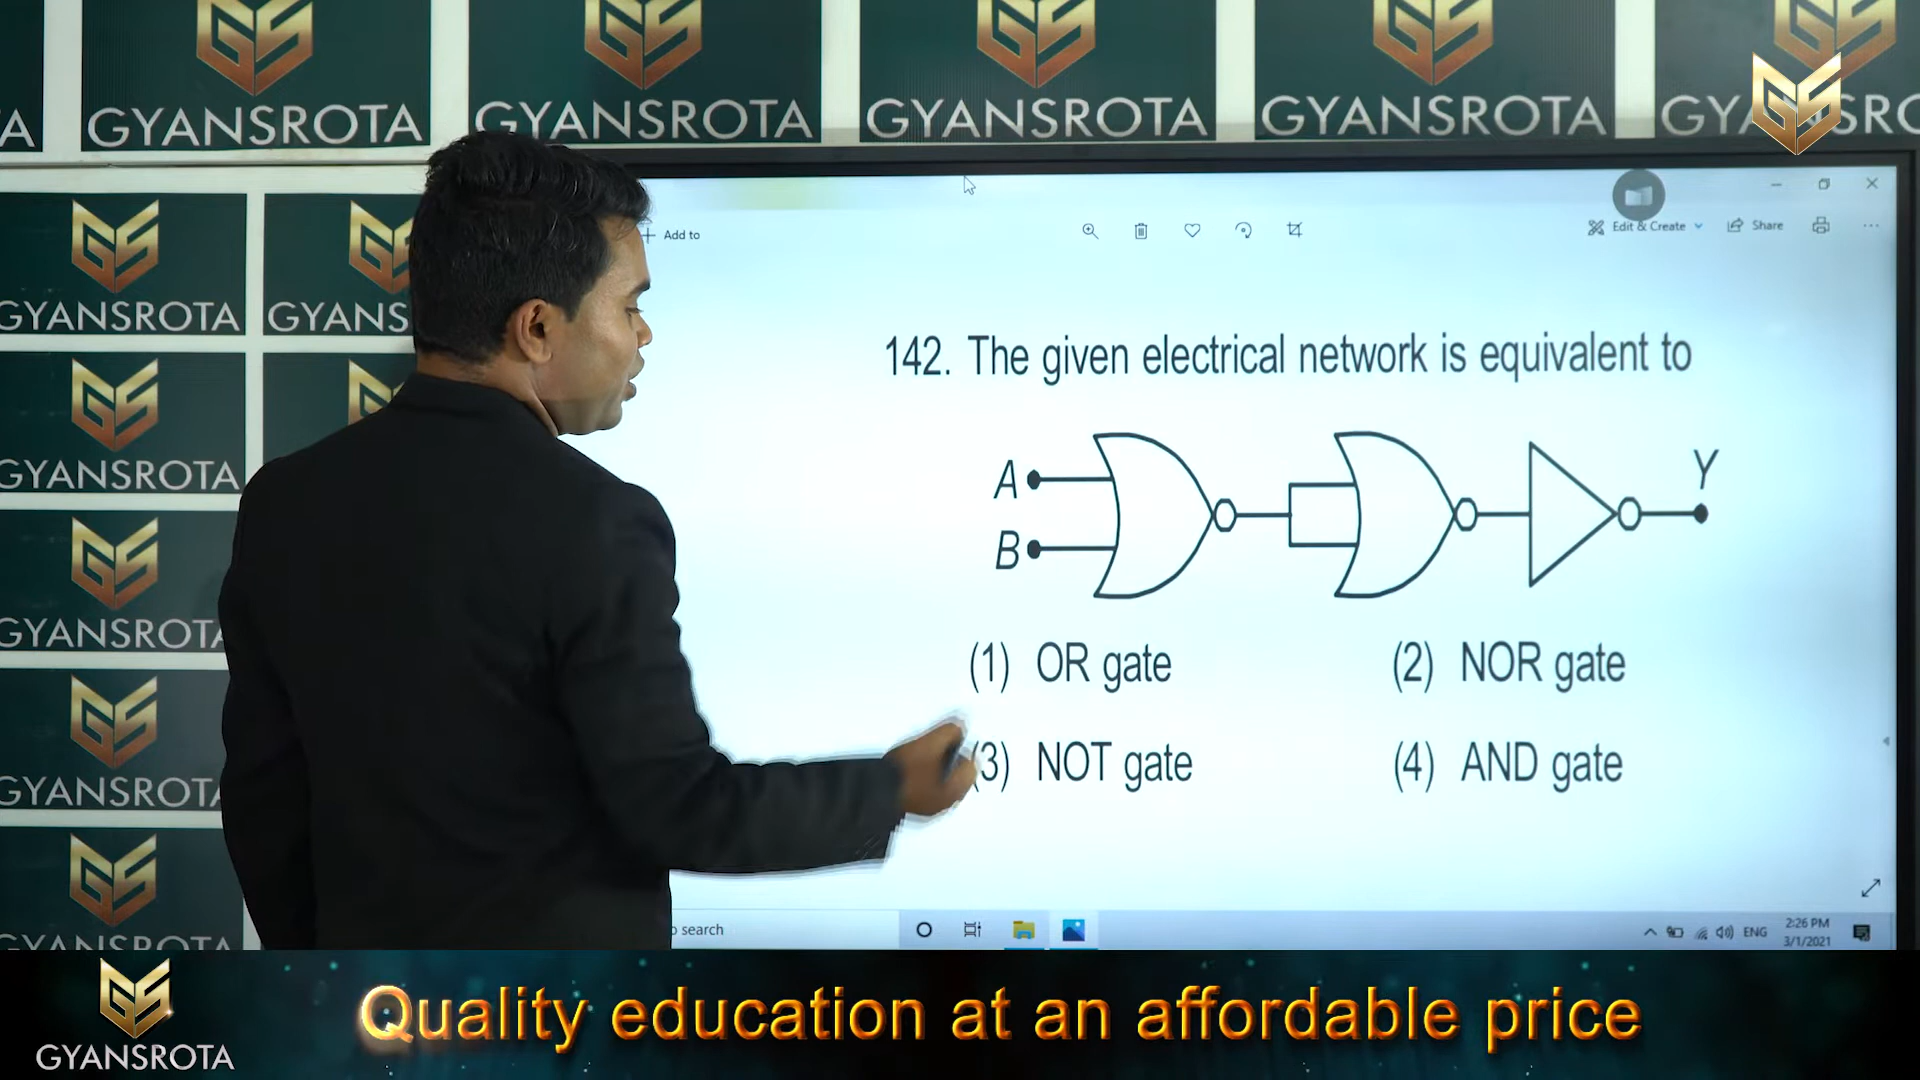 GYANSROTA GYANSROTA GYANSROTA GYANSROTA
GYANSROTA
GYANSROTA
GYANSROTA
GYANSROTA
GYANSROTA
Add to
Edit & Create
Share
142. The given electrical network is equivalent to
A
B
Y
(1) OR gate
(2) NOR gate
(3) NOT gate
(4) AND gate
search
ENG
2:26 PM
3/1/2021
GYANSROTA
Quality education at an affordable price